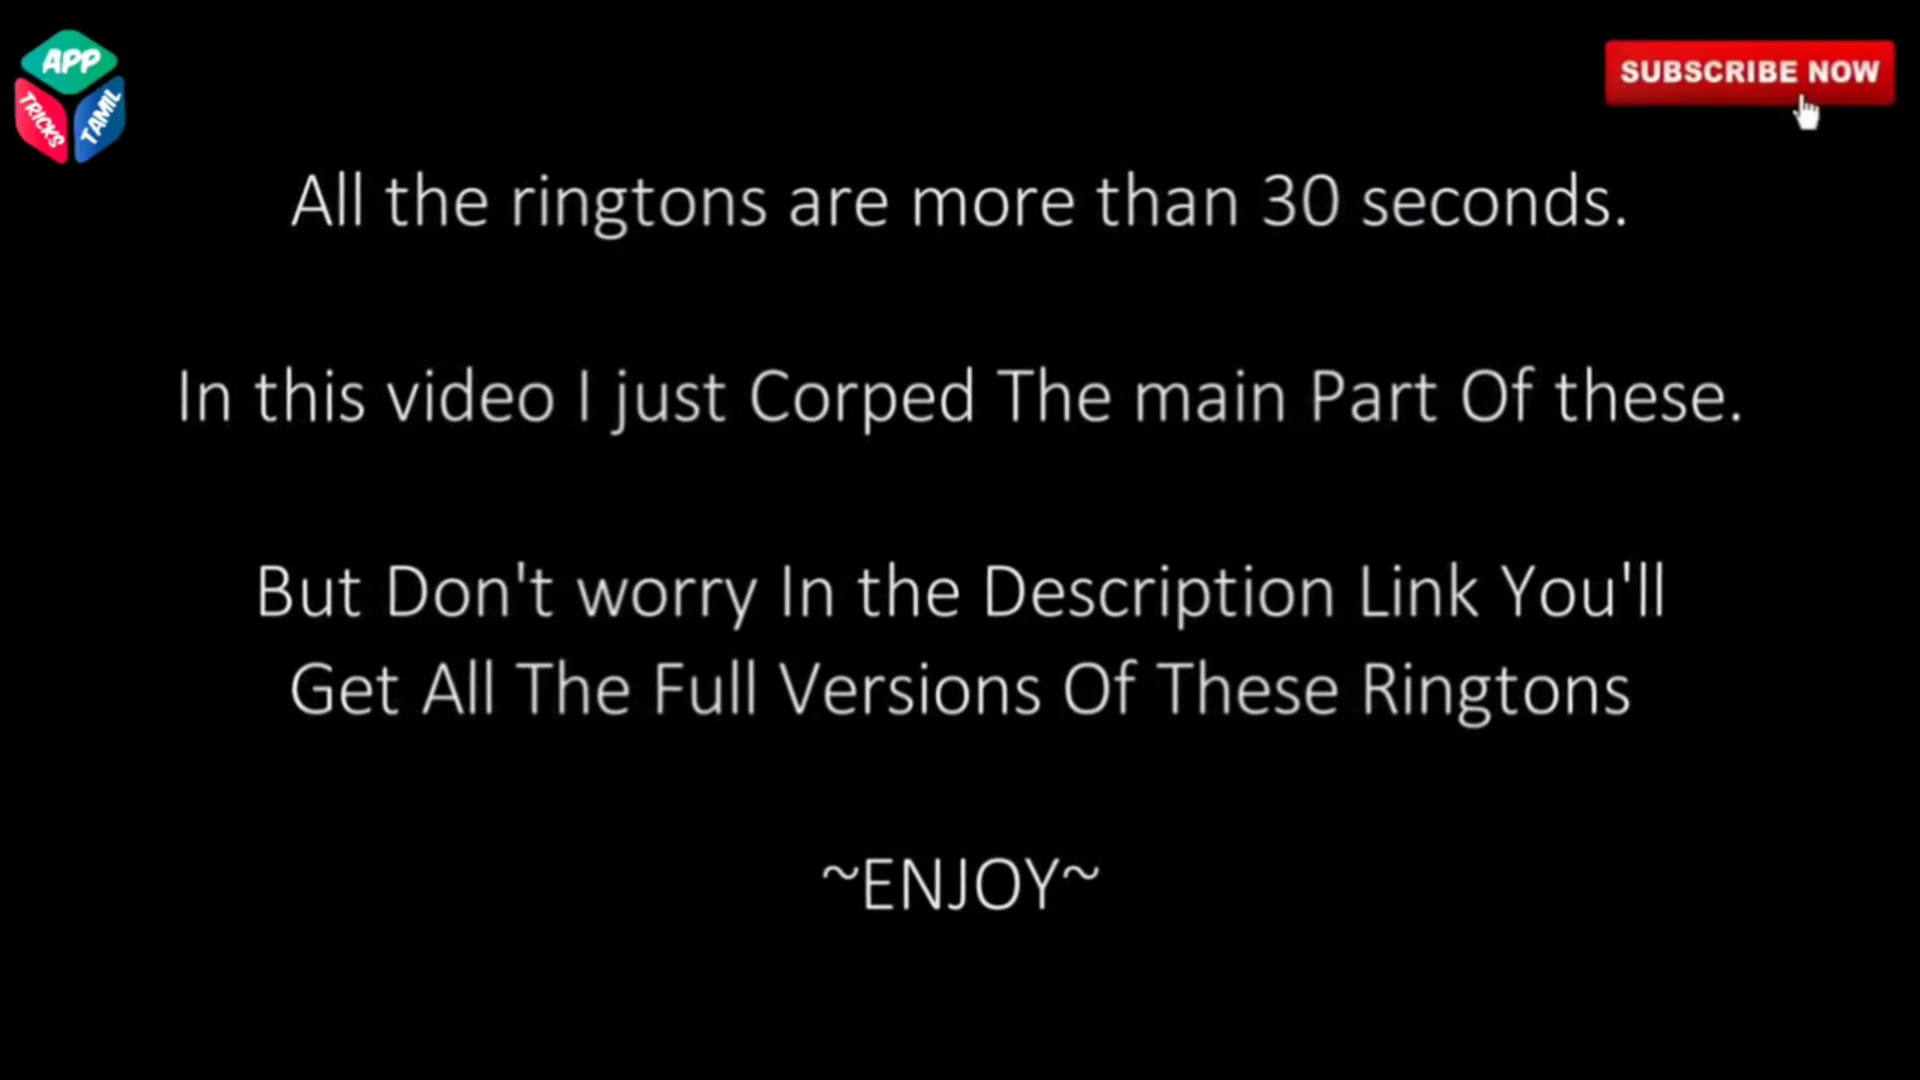 APP
TRICKS
TAMIL
SUBSCRIBE NOW
All the ringtons are more than 30 seconds.
In this video I just Corped The main Part Of these.
But Don't worry In the Description Link You'll
Get All The Full Versions Of These Ringtons
~ENJOY~